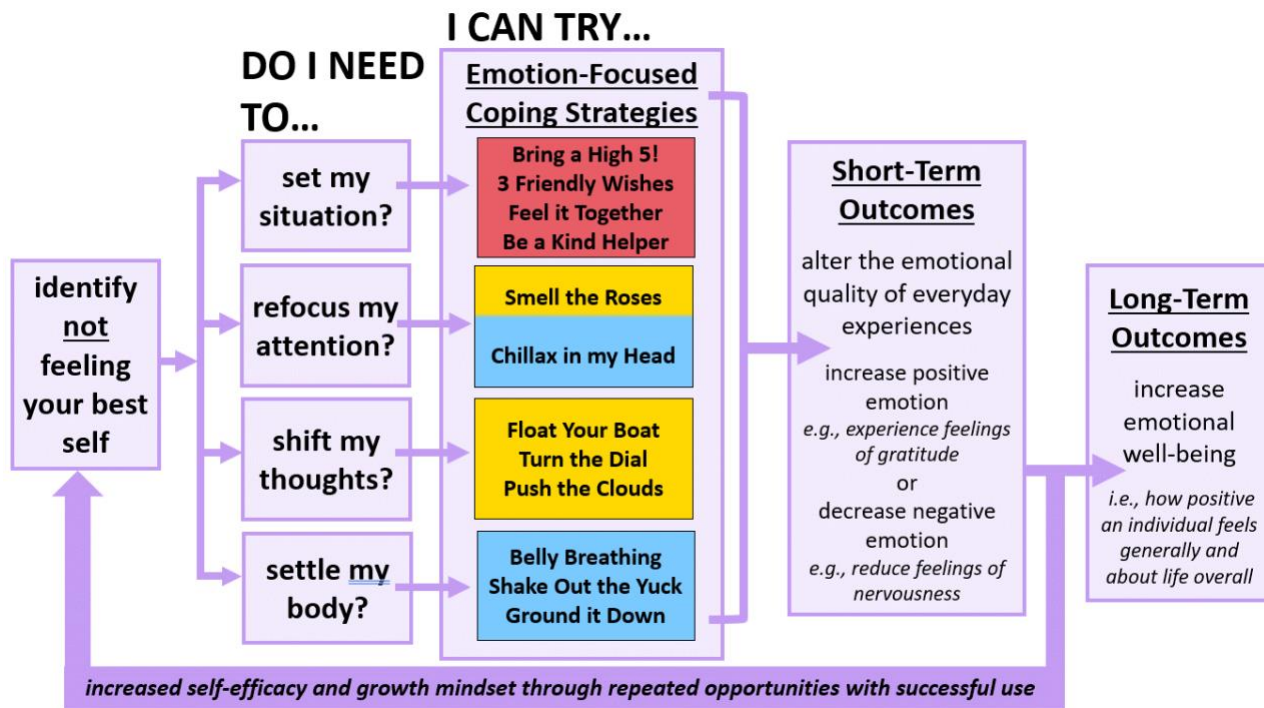 I CAN TRY...
DO I NEED
TO...
Emotion-Focused
Coping Strategies
identify
not
feeling
your best
self
set my
situation?
Bring a High 5!
3 Friendly Wishes
Feel it Together
Be a Kind Helper
refocus my
attention?
Smell the Roses
Chillax in my Head
shift my
thoughts?
Float Your Boat
Turn the Dial
Push the Clouds
settle my
body?
Belly Breathing
Shake Out the Yuck
Ground it Down
Short-Term
Outcomes
alter the emotional
quality of everyday
experiences
increase positive
emotion
e.g., experience feelings
of gratitude
or
decrease negative
emotion
e.g., reduce feelings of
nervousness
Long-Term
Outcomes
increase
emotional
well-being
i.e., how positive
an individual feels
generally and
about life overall
increased self-efficacy and growth mindset through repeated opportunities with successful use